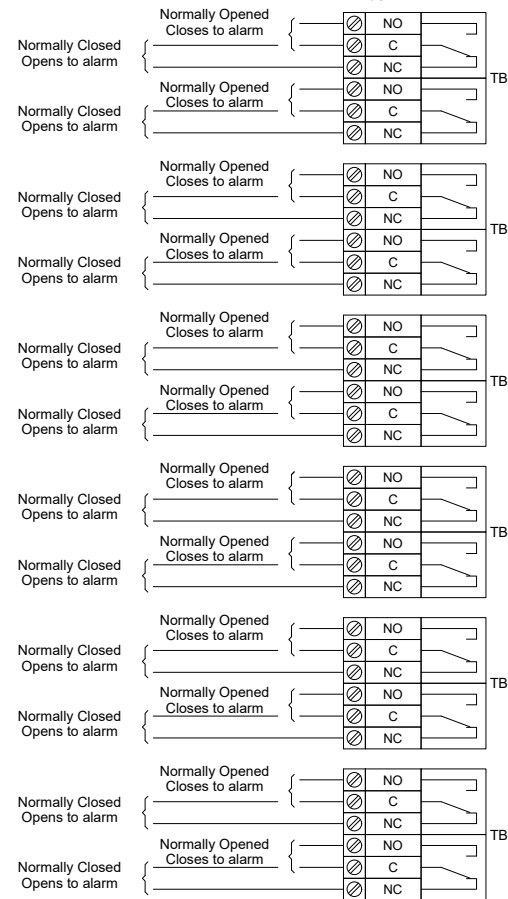 Normally Opened
Closes to alarm
NO
Normally Closed
Opens to alarm
C
NC
TB
Normally Opened
Closes to alarm
NO
Normally Closed
Opens to alarm
C
NC
Normally Opened
Closes to alarm
NO
Normally Closed
Opens to alarm
C
NC
TB
Normally Opened
Closes to alarm
NO
Normally Closed
Opens to alarm
C
NC
Normally Opened
Closes to alarm
NO
Normally Closed
Opens to alarm
C
NC
TB
Normally Opened
Closes to alarm
NO
Normally Closed
Opens to alarm
C
NC
Normally Opened
Closes to alarm
NO
Normally Closed
Opens to alarm
C
NC
TB
Normally Opened
Closes to alarm
NO
Normally Closed
Opens to alarm
C
NC
Normally Opened
Closes to alarm
NO
Normally Closed
Opens to alarm
C
NC
TB
Normally Opened
Closes to alarm
NO
Normally Closed
Opens to alarm
C
NC
Normally Opened
Closes to alarm
NO
Normally Closed
Opens to alarm
C
NC
TB
Normally Opened
Closes to alarm
NO
Normally Closed
Opens to alarm
C
NC